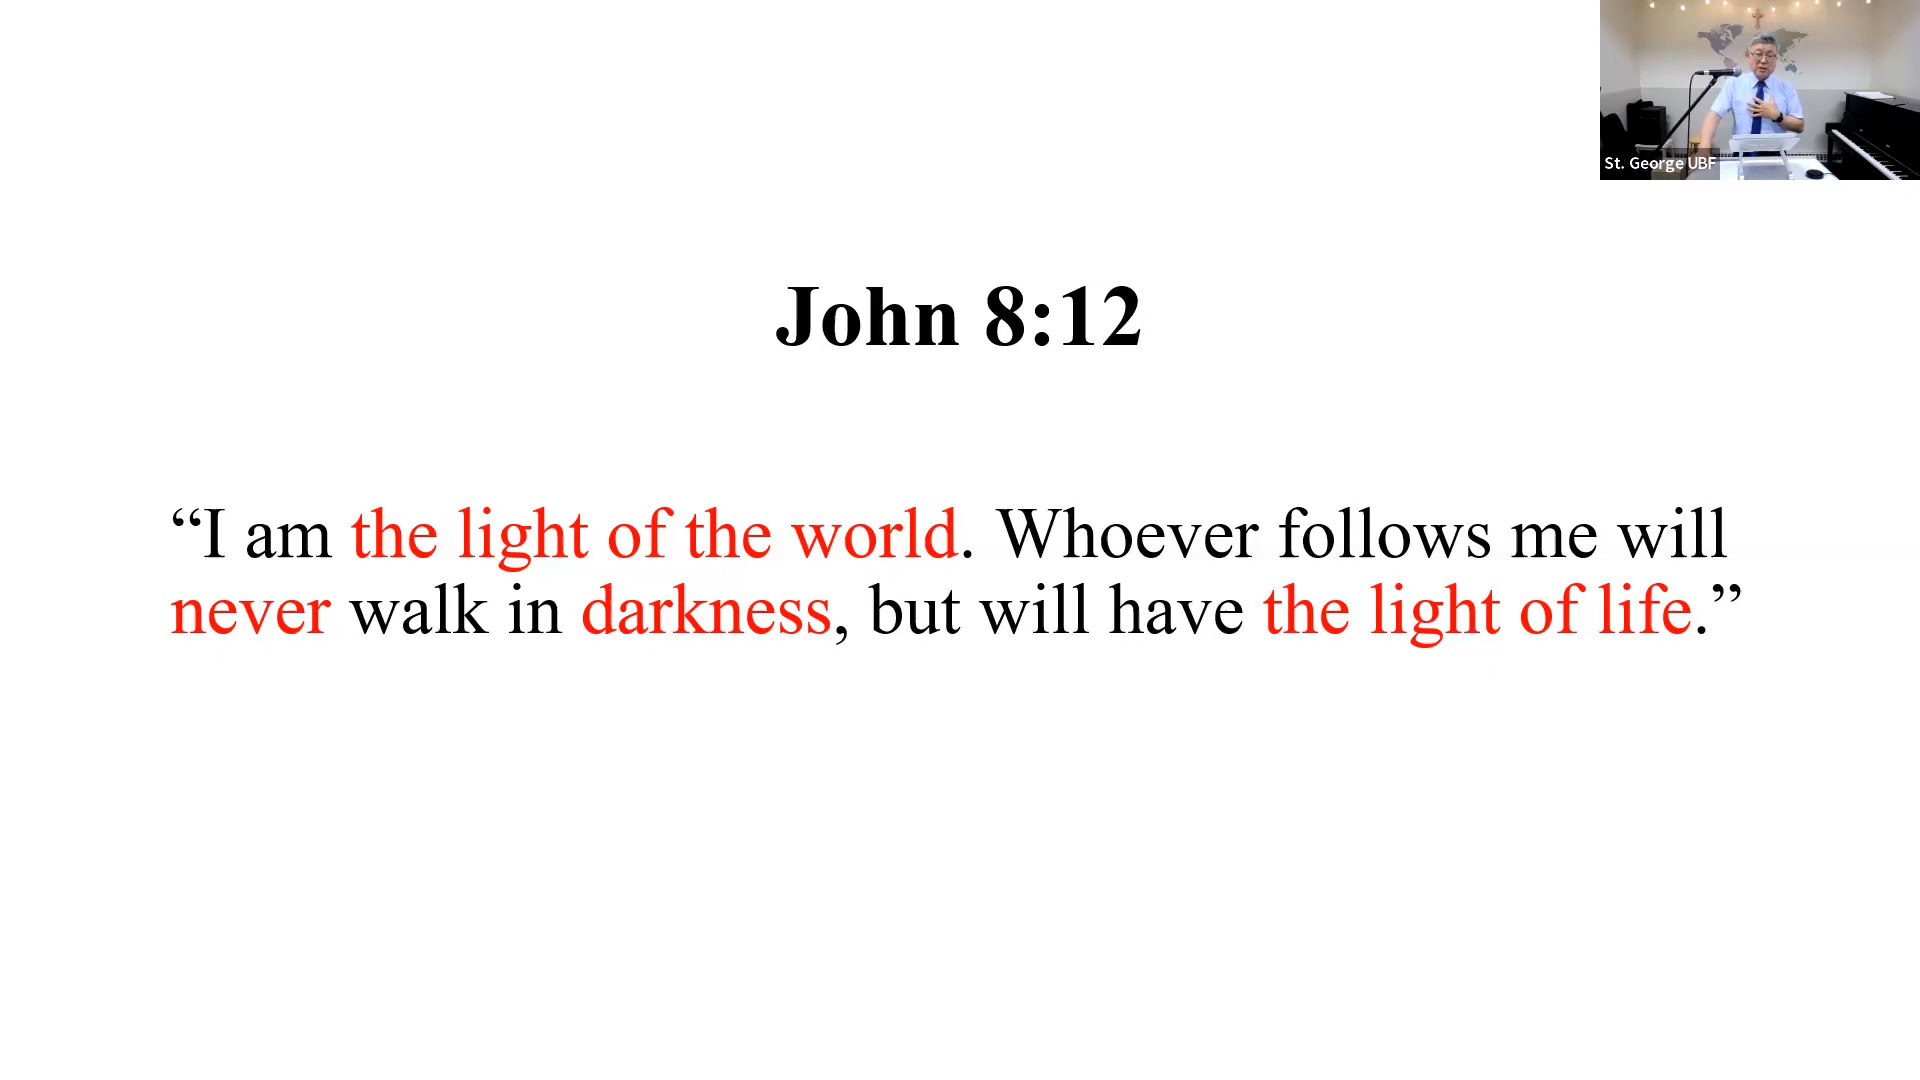 St. George UBF
John 8:12
“I am the light of the world. Whoever follows me will
never walk in darkness, but will have the light of life.”